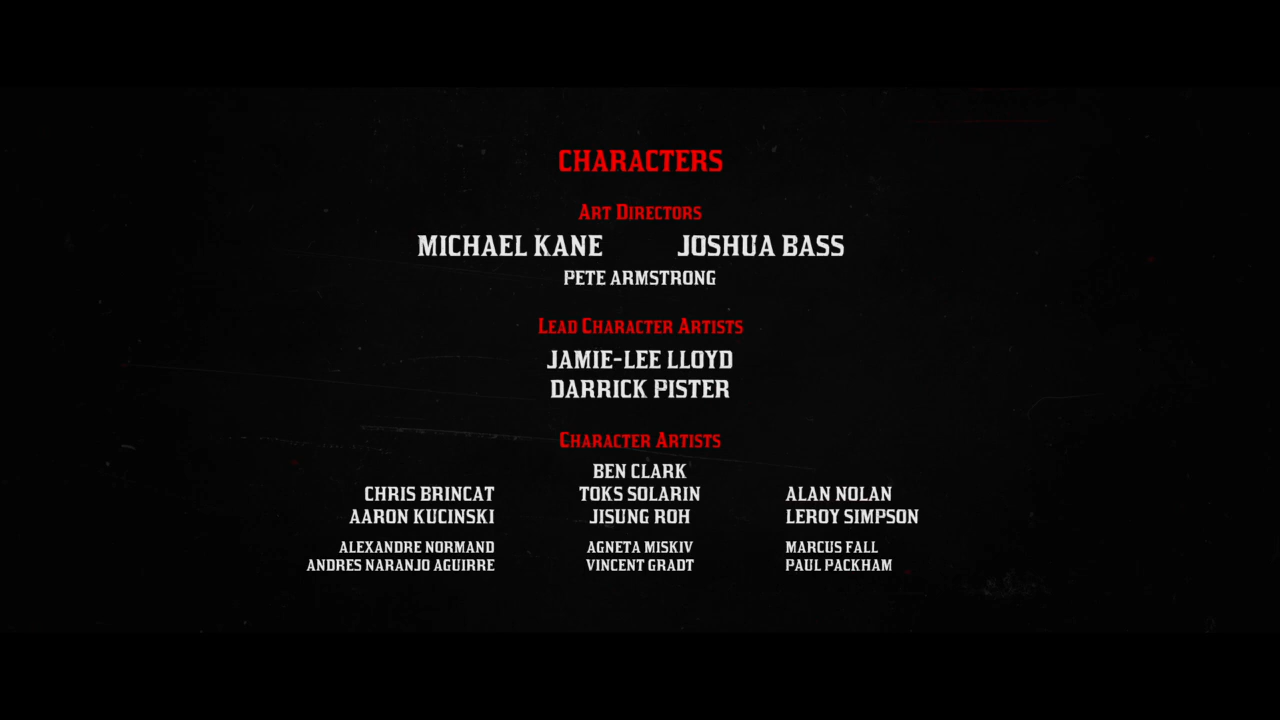 CHARACTERS
ART DIRECTORS
MICHAEL KANE JOSHUA BASS
PETE ARMSTRONG
LEAD CHARACTER ARTISTS
JAMIE-LEE LLOYD
DARRICK PISTER
CHARACTER ARTISTS
BEN CLARK
CHRIS BRINCAT TOKS SOLARIN ALAN NOLAN
AARON KUCINSKI JISUNG ROH LEROY SIMPSON
ALEXANDRE NORMAND AGNETA MISKIV MARCUS FALL
ANDRES NARANJO AGUIRRE VINCENT GRADT PAUL PACKHAM